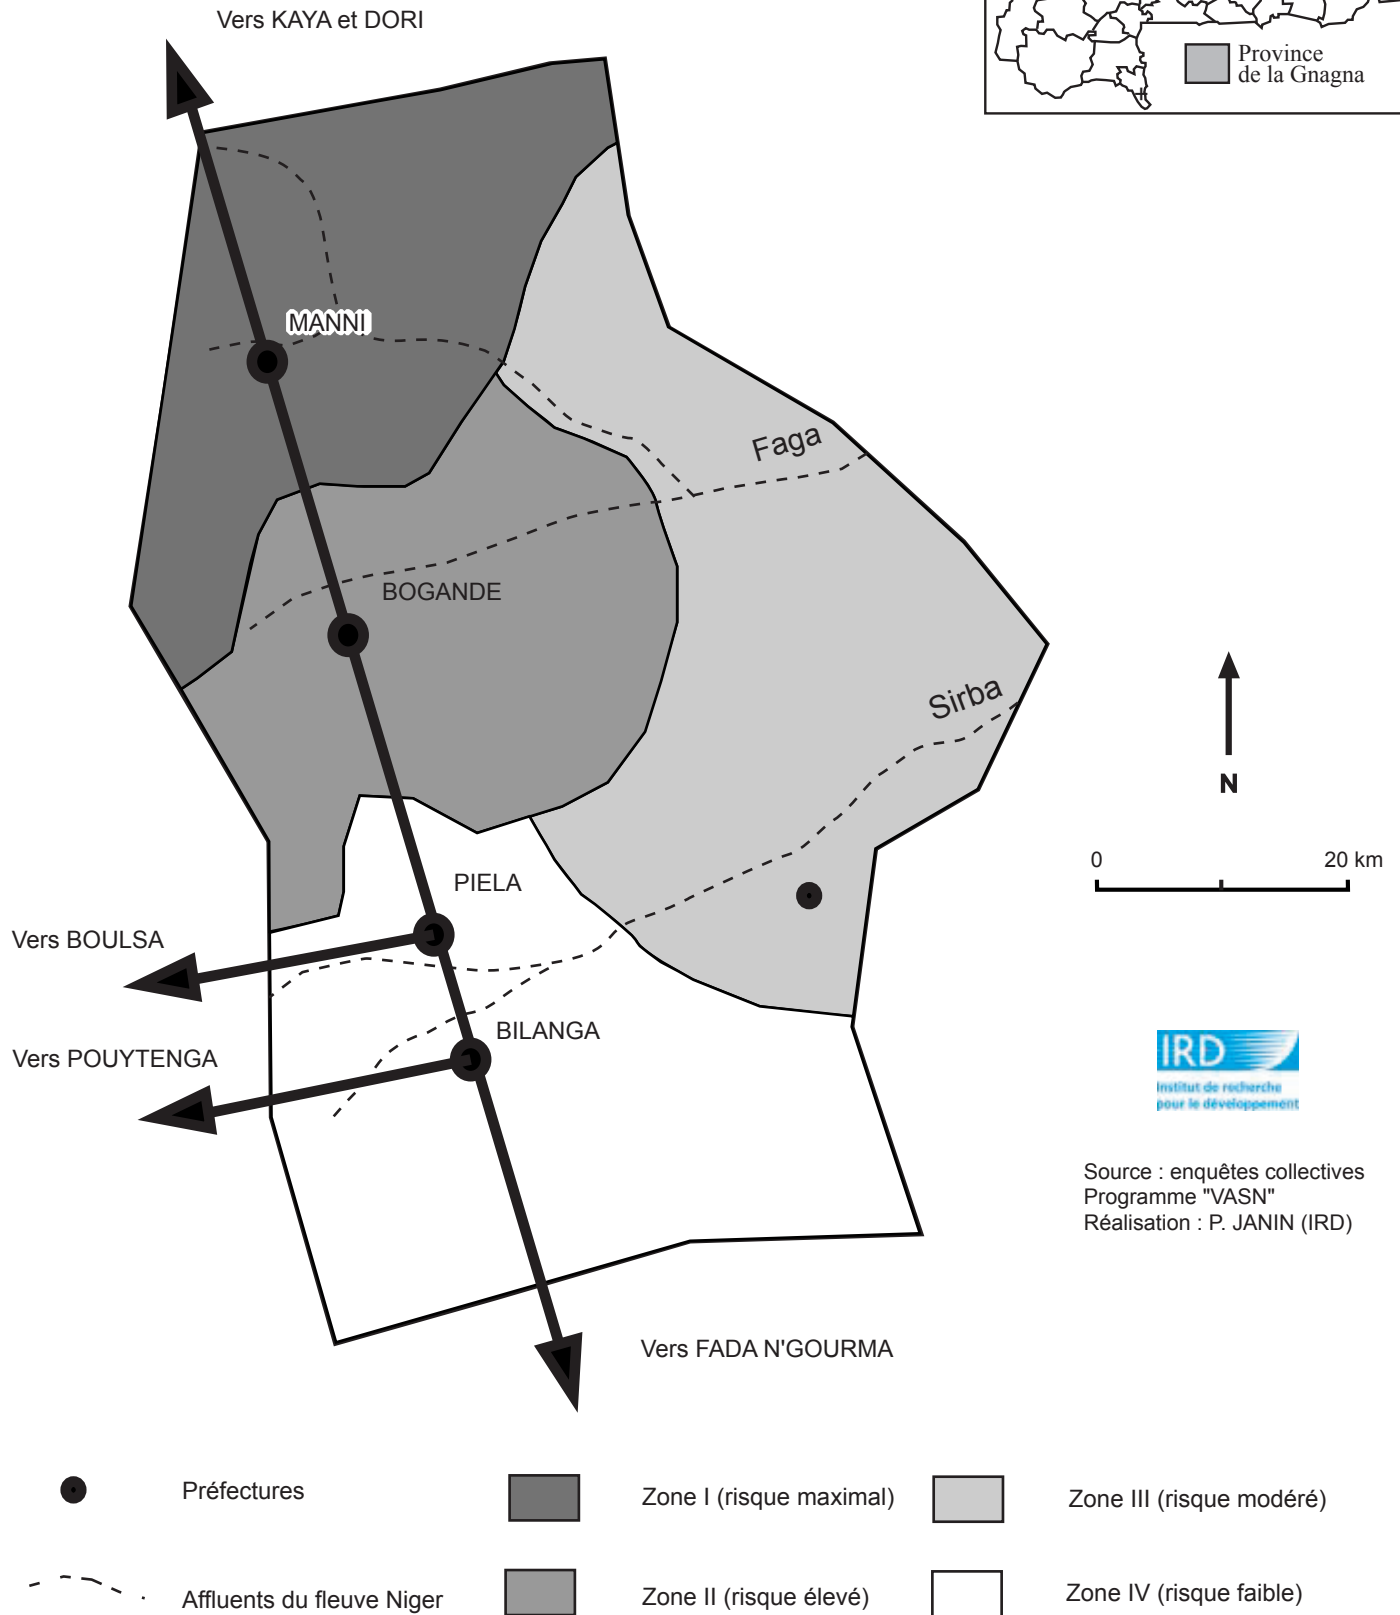 Vers KAYA et DORI
Province
de la Gnagna
MANNI
Faga
BOGANDE
Sirba
N
0 20 km
PIELA
Vers BOULSA
BILANGA
Vers POUYTENGA
IRD
Institut de recherche
pour le développement
Source : enquêtes collectives
Programme "VASN"
Réalisation : P. JANIN (IRD)
Vers FADA N'GOURMA
Préfectures
Zone I (risque maximal)
Zone III (risque modéré)
Affluents du fleuve Niger
Zone II (risque élevé)
Zone IV (risque faible)